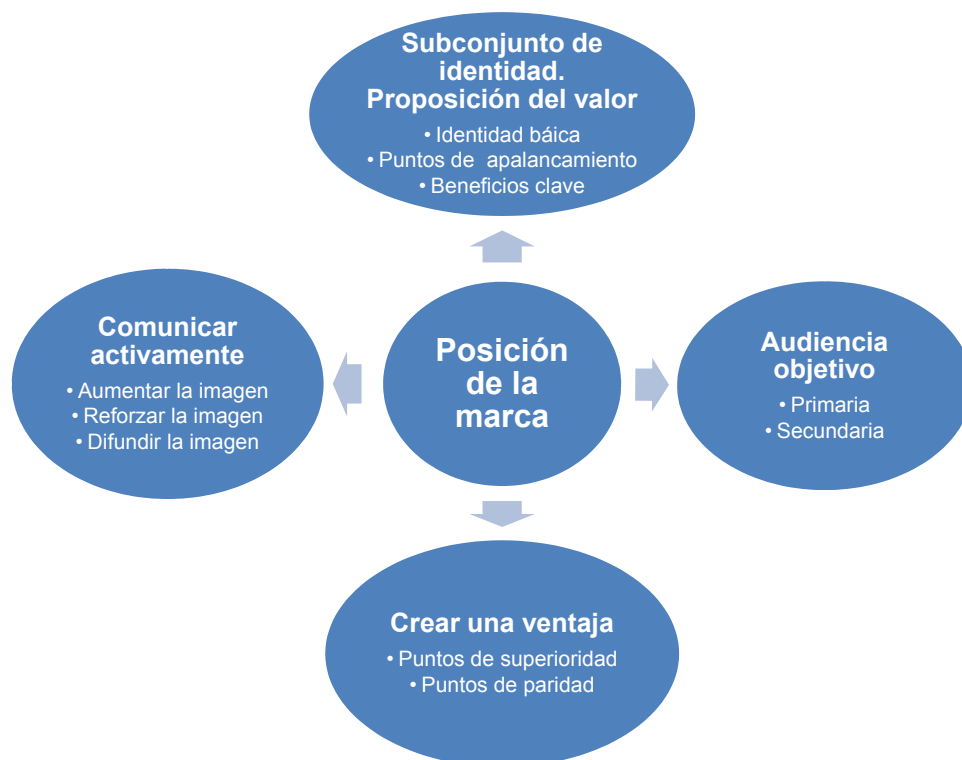 Subconjunto de
identidad.
Proposición del valor
• Identidad báica
• Puntos de apalancamiento
• Beneficios clave
Comunicar
activamente
• Aumentar la imagen
• Reforzar la imagen
• Difundir la imagen
Posición
de la
marca
Audiencia
objetivo
• Primaria
• Secundaria
Crear una ventaja
• Puntos de superioridad
• Puntos de paridad